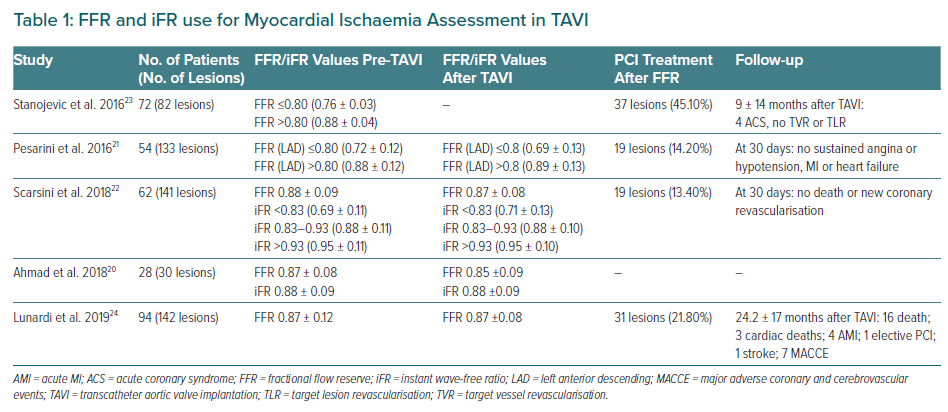 Table 1: FFR and iFR use for Myocardial Ischaemia Assessment in TAVI
Study No. of Patients FFR/iFR Values Pre-TAVI FFR/iFR Values PCI Treatment Follow-up
(No. of Lesions) After TAVI After FFR
Stanojevic et al. 2016²³ 72 (82 lesions) FFR ≤0.80 (0.76 ± 0.03) – 37 lesions (45.10%) 9 ± 14 months after TAVI:
FFR >0.80 (0.88 ± 0.04) 4 ACS, no TVR or TLR
Pesarini et al. 2016²¹ 54 (133 lesions) FFR (LAD) ≤0.80 (0.72 ± 0.12) FFR (LAD) ≤0.8 (0.69 ± 0.13) 19 lesions (14.20%) At 30 days: no sustained angina or
FFR (LAD) >0.80 (0.88 ± 0.12) FFR (LAD) >0.8 (0.89 ± 0.13) hypotension, MI or heart failure
Scarsini et al. 2018²² 62 (141 lesions) FFR 0.88 ± 0.09 FFR 0.87 ± 0.08 19 lesions (13.40%) At 30 days: no death or new coronary
iFR <0.83 (0.69 ± 0.11) iFR <0.83 (0.71 ± 0.13) revascularisation
iFR 0.83–0.93 (0.88 ± 0.11) iFR 0.83–0.93 (0.88 ± 0.10)
iFR >0.93 (0.95 ± 0.11) iFR >0.93 (0.95 ± 0.10)
Ahmad et al. 2018²⁰ 28 (30 lesions) FFR 0.87 ± 0.08 FFR 0.85 ±0.09 – –
iFR 0.88 ± 0.09 iFR 0.88 ±0.09
Lunardi et al. 2019²⁴ 94 (142 lesions) FFR 0.87 ± 0.12 FFR 0.87 ±0.08 31 lesions (21.80%) 24.2 ± 17 months after TAVI: 16 death;
3 cardiac deaths; 4 AMI; 1 elective PCI;
1 stroke; 7 MACCE
AMI = acute MI; ACS = acute coronary syndrome; FFR = fractional flow reserve; iFR = instant wave-free ratio; LAD = left anterior descending; MACCE = major adverse coronary and cerebrovascular
events; TAVI = transcatheter aortic valve implantation; TLR = target lesion revascularisation; TVR = target vessel revascularisation.